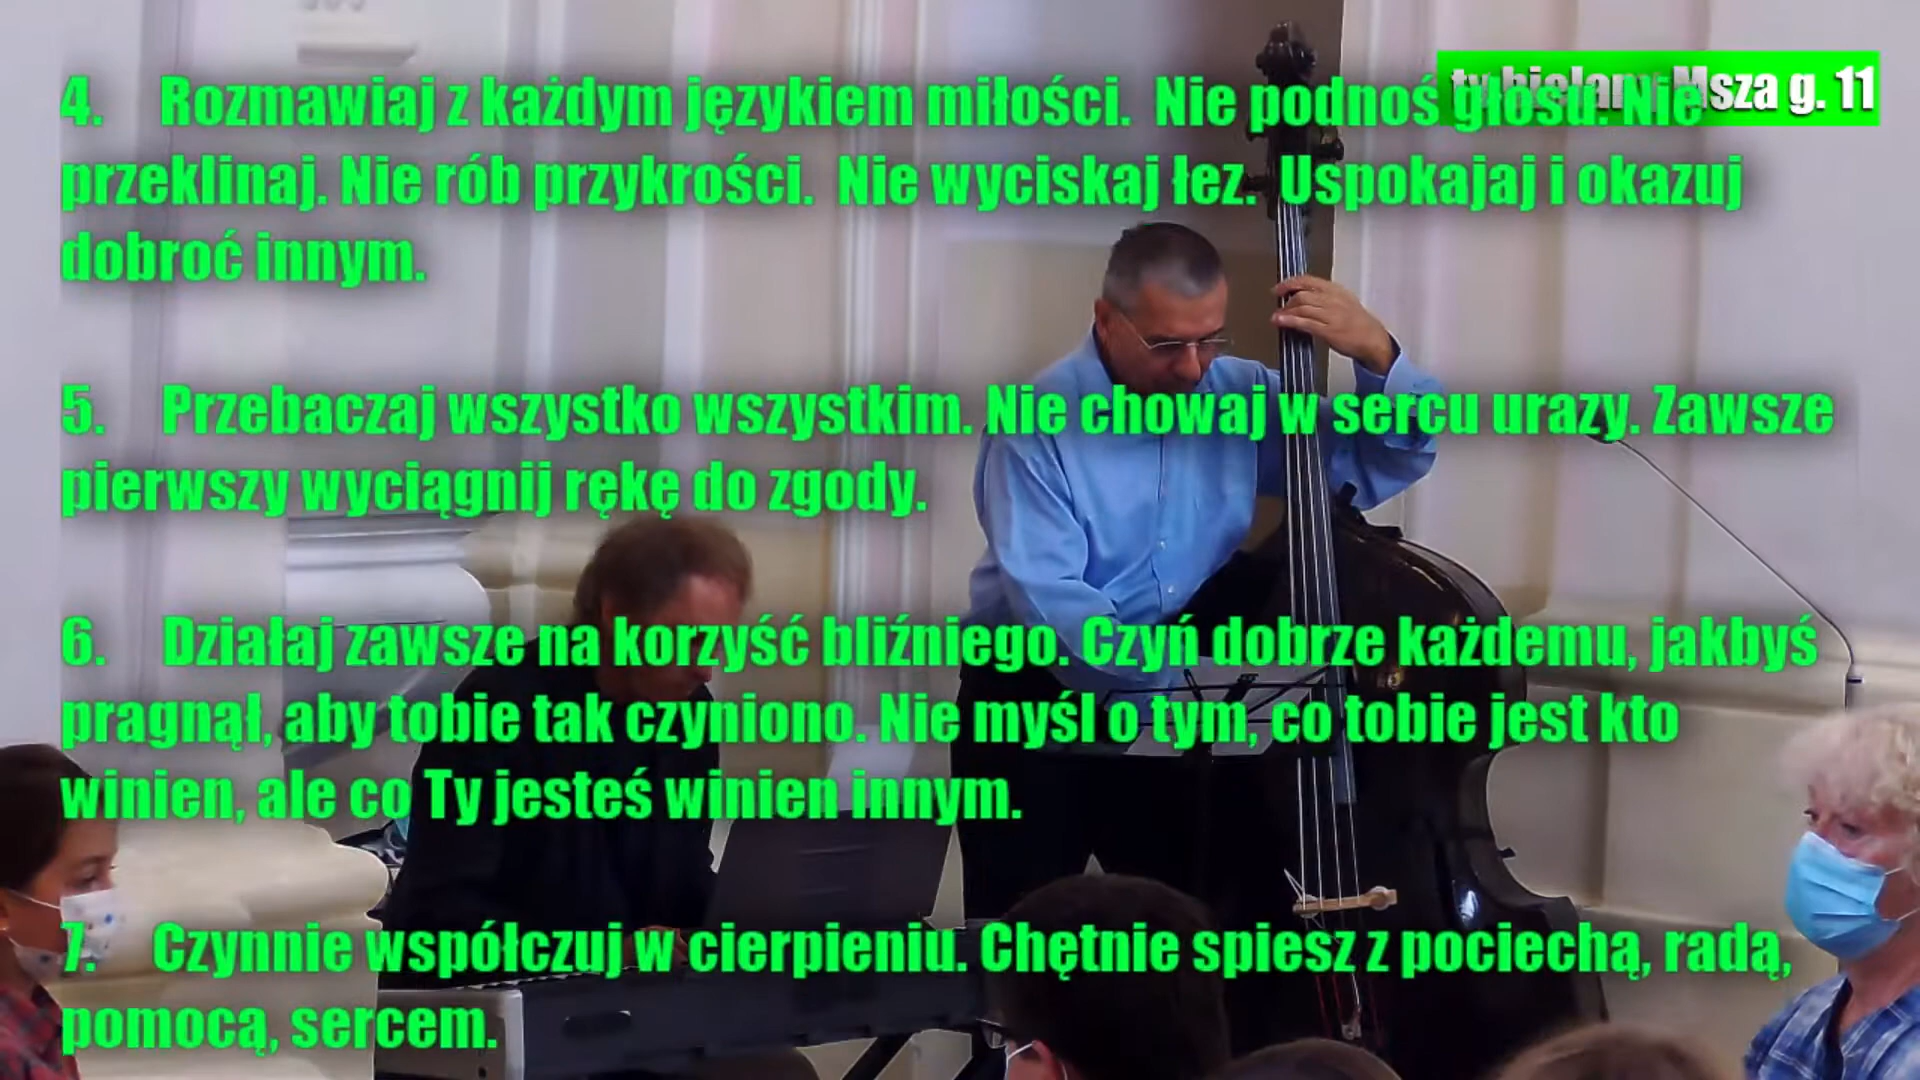 Msza g. 11
4. Rozmawiaj z każdym językiem miłości. Nie podnoś głosu. Nie
przeklinaj. Nie rób przykrości. Nie wyciskaj łez. Uspokajaj i okazuj
dobroć innym.
5. Przebaczaj wszystko wszystkim. Nie chowaj w sercu urazy. Zawsze
pierwszy wyciągnij rękę do zgody.
6. Działaj zawsze na korzyść bliźniego. Czyń dobrze każdemu, jakbyś
pragnął, aby tobie tak czyniono. Nie myśl o tym, co tobie jest kto
winien, ale co Ty jesteś winien innym.
7. Czynnie współczuj w cierpieniu. Chętnie spiesz z pociechą, radą,
pomocą, sercem.